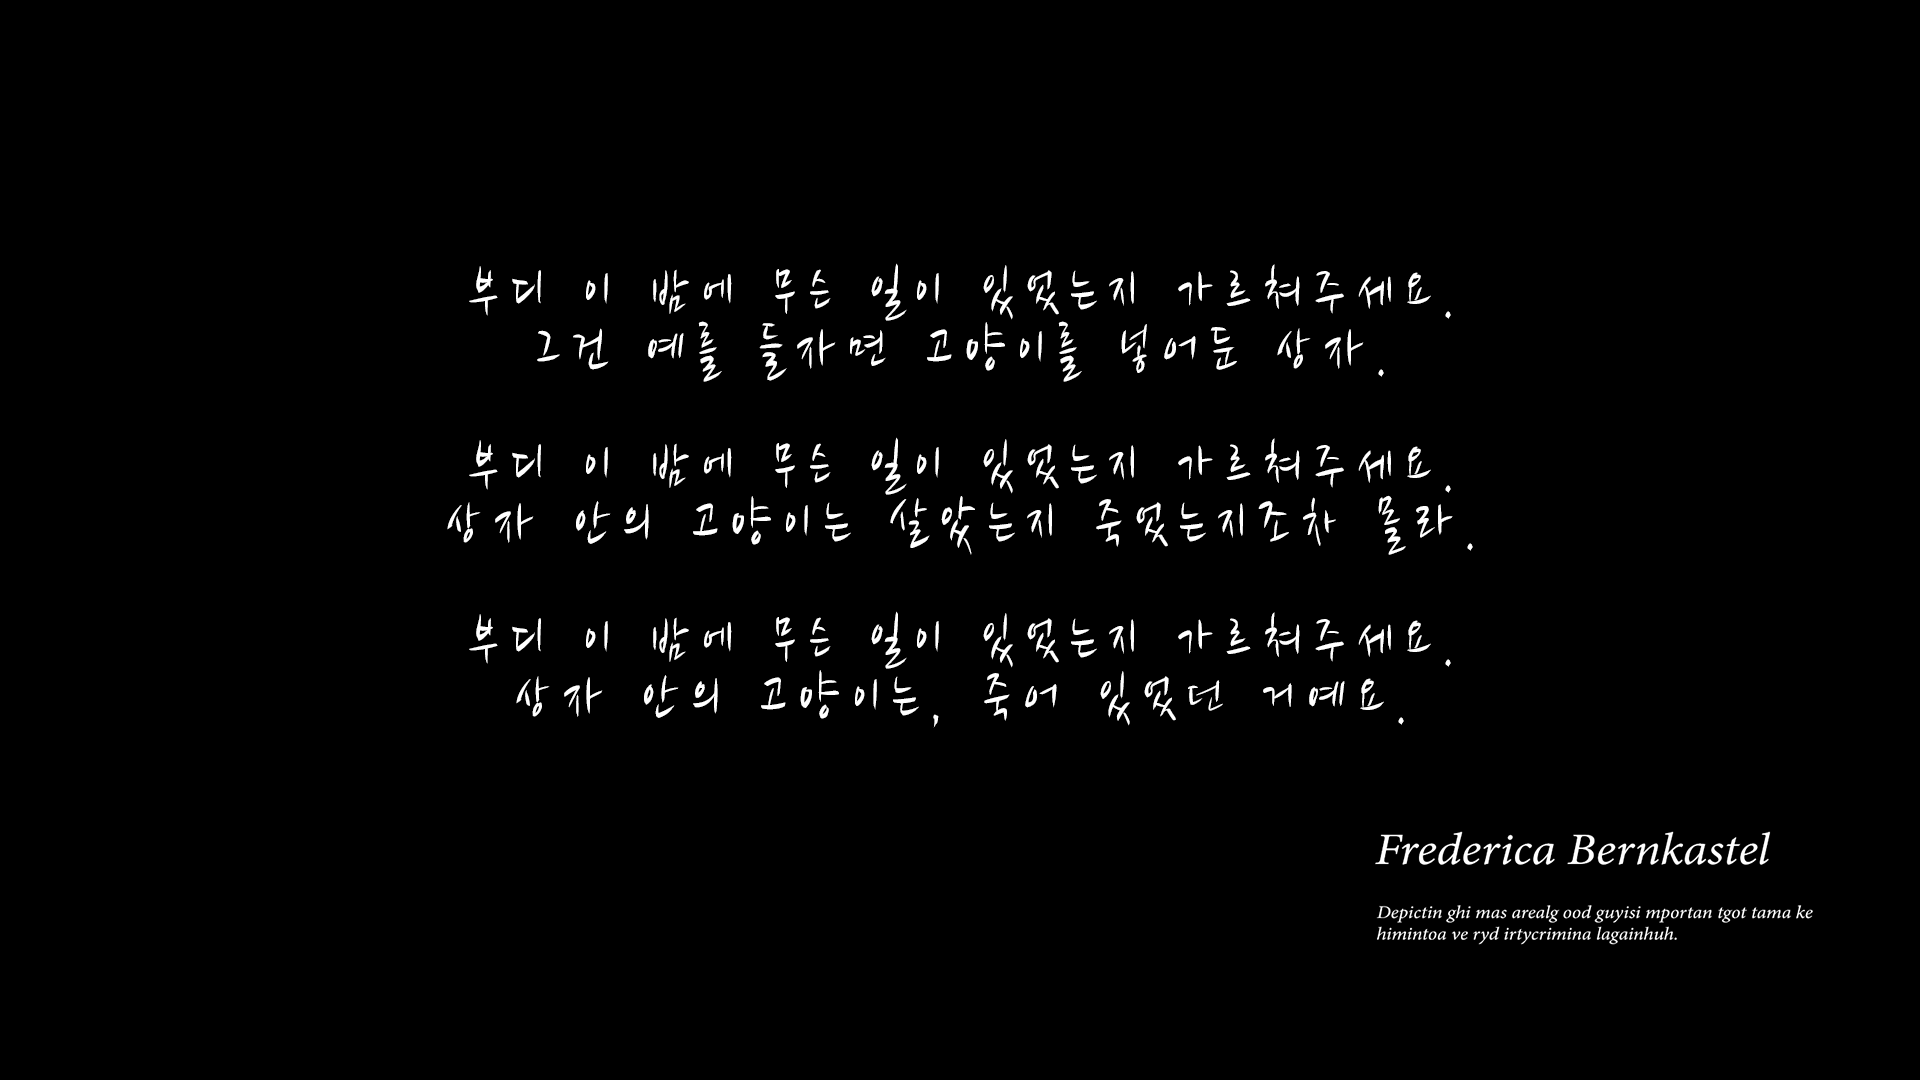 부디 이 밤에 무슨 일이 있었는지 가르쳐주세요.
그건 예를 들자면 고양이를 넣어둔 상자.
부디 이 밤에 무슨 일이 있었는지 가르쳐주세요.
상자 안의 고양이는 살았는지 죽었는지조차 몰라.
부디 이 밤에 무슨 일이 있었는지 가르쳐주세요.
상자 안의 고양이는, 죽어 있었던 거예요.
Frederica Bernkastel
Depictin ghi mas arealg ood guyisi mportan tgot tama ke
himintoa ve ryd irtycrimina lagainhuh.